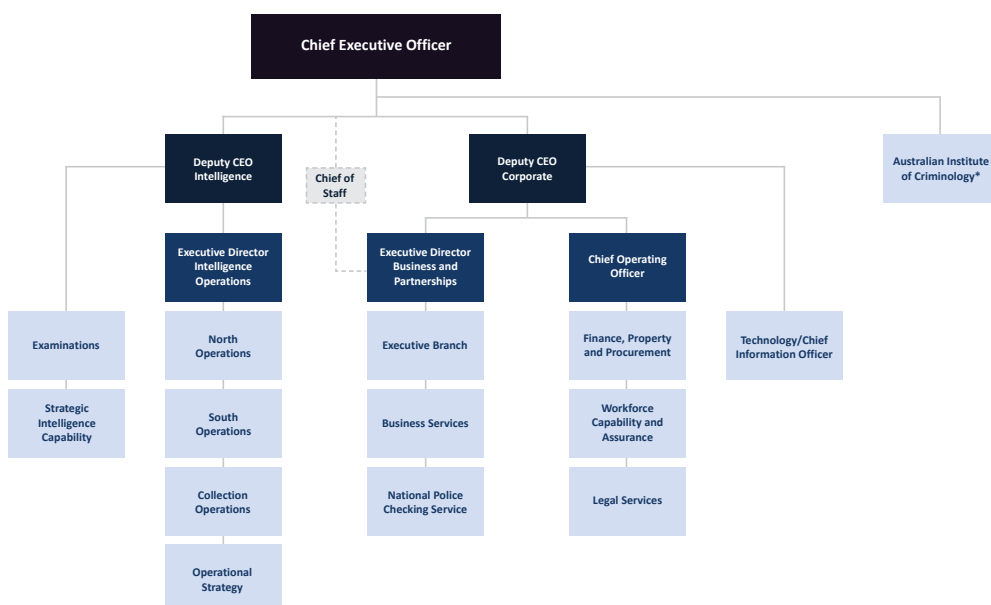 Chief Executive Officer
Deputy CEO
Intelligence
Chief of
Staff
Deputy CEO
Corporate
Australian Institute
of Criminology*
Executive Director
Intelligence
Operations
Executive Director
Business and
Partnerships
Chief Operating
Officer
Examinations
North
Operations
Executive Branch
Finance, Property
and Procurement
Technology/Chief
Information Officer
Strategic
Intelligence
Capability
South
Operations
Business Services
Workforce
Capability and
Assurance
Collection
Operations
National Police
Checking Service
Legal Services
Operational
Strategy